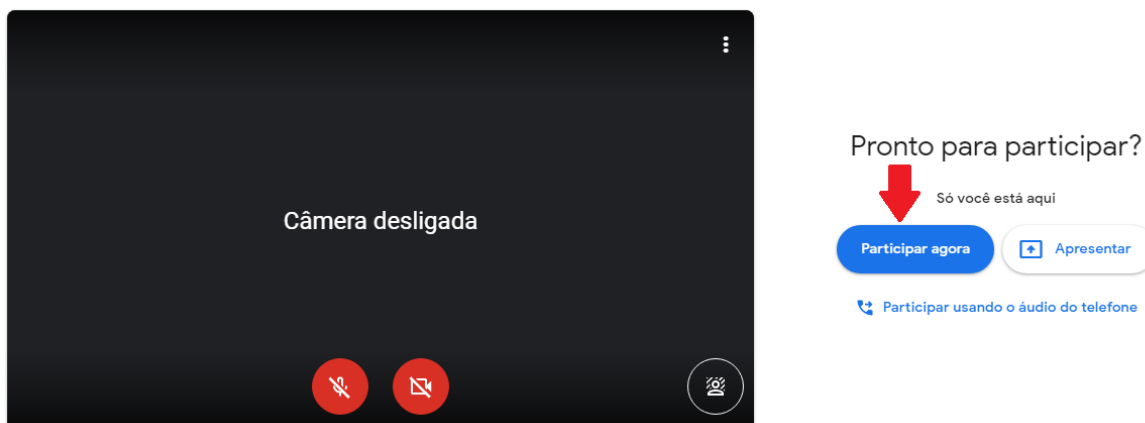 Câmera desligada
Pronto para participar?
Só você está aqui
Participar agora
Apresentar
Participar usando o áudio do telefone